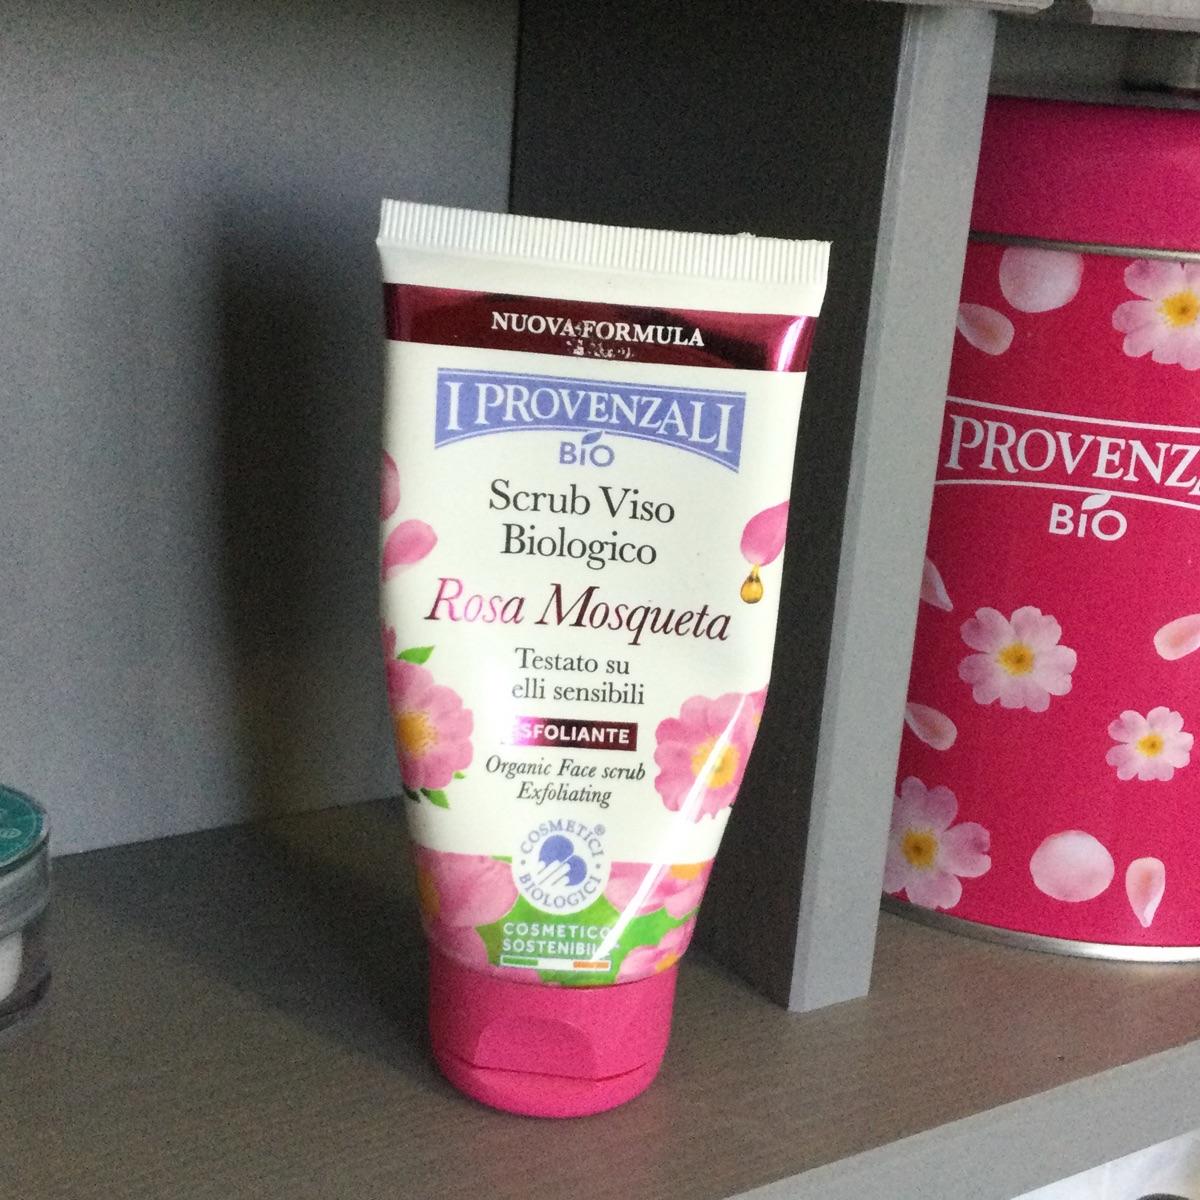 NUOVA FORMULA
I PROVENZALI
BIO
Scrub Viso
Biologico
Rosa Mosqueta
Testato su
elli sensibili
SFOLIANTE
Organic Face scrub
Exfoliating
COSMETICI BIOLOGICI ®
COSMETICO
SOSTENIBILE
PROVENZA
BIO